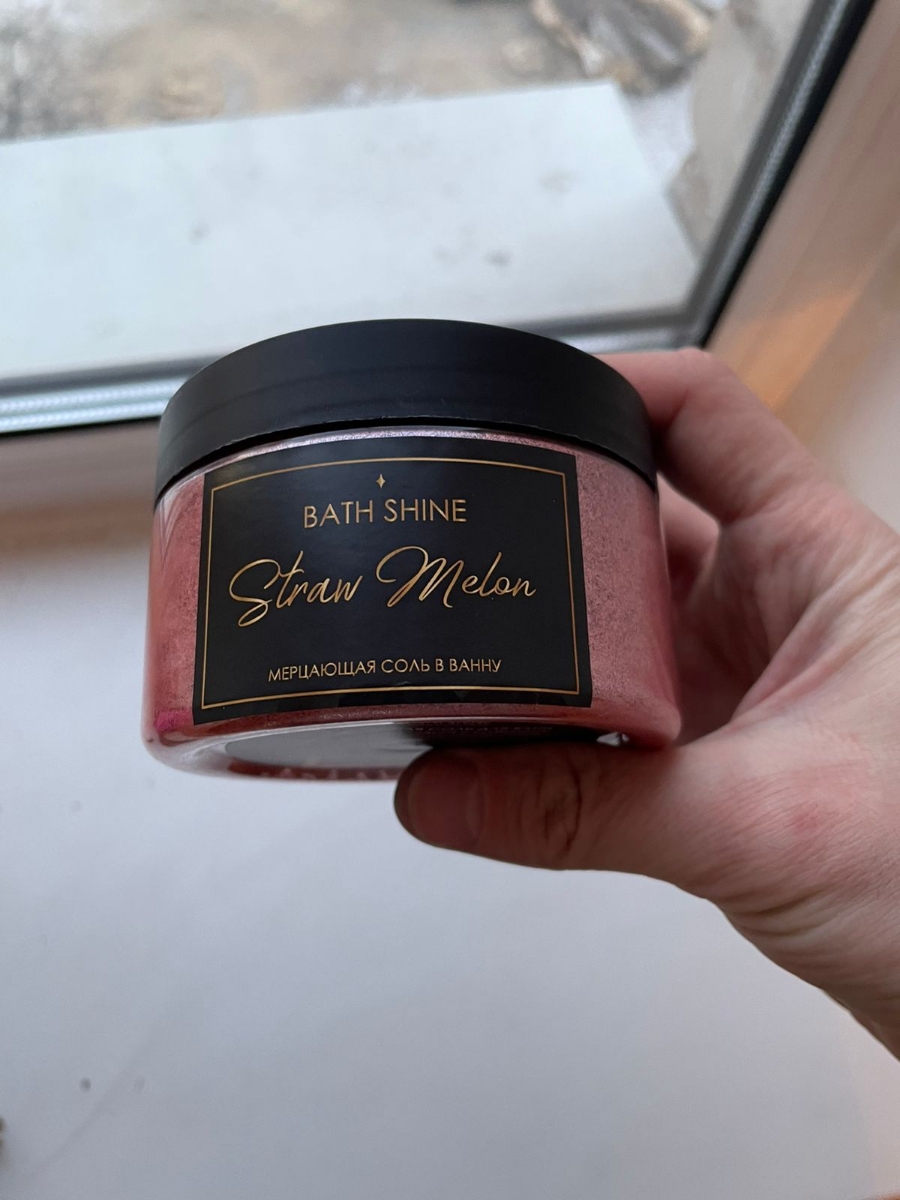 BATH SHINE
Straw Melon
МЕРЦАЮЩАЯ СОЛЬ В ВАННУ